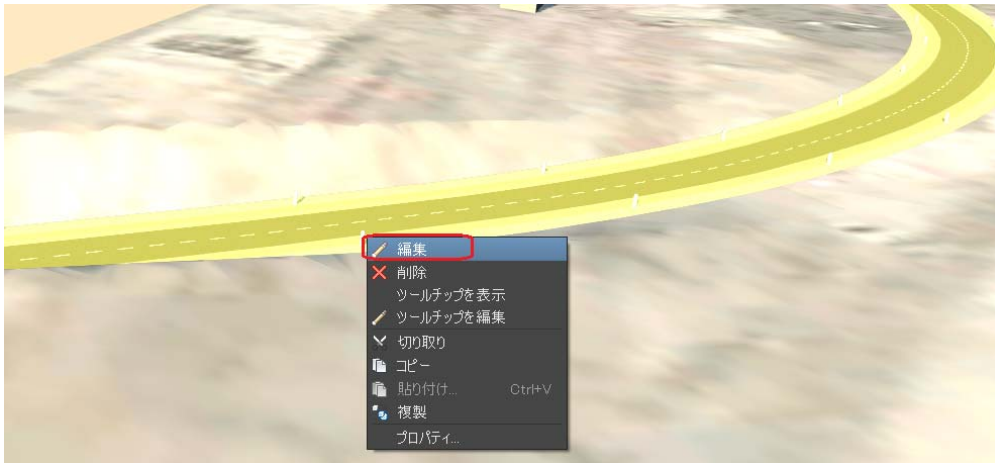 編集
削除
ツールチップを表示
ツールチップを編集
切り取り
コピー
貼り付け... Ctrl+V
複製
プロパティ...